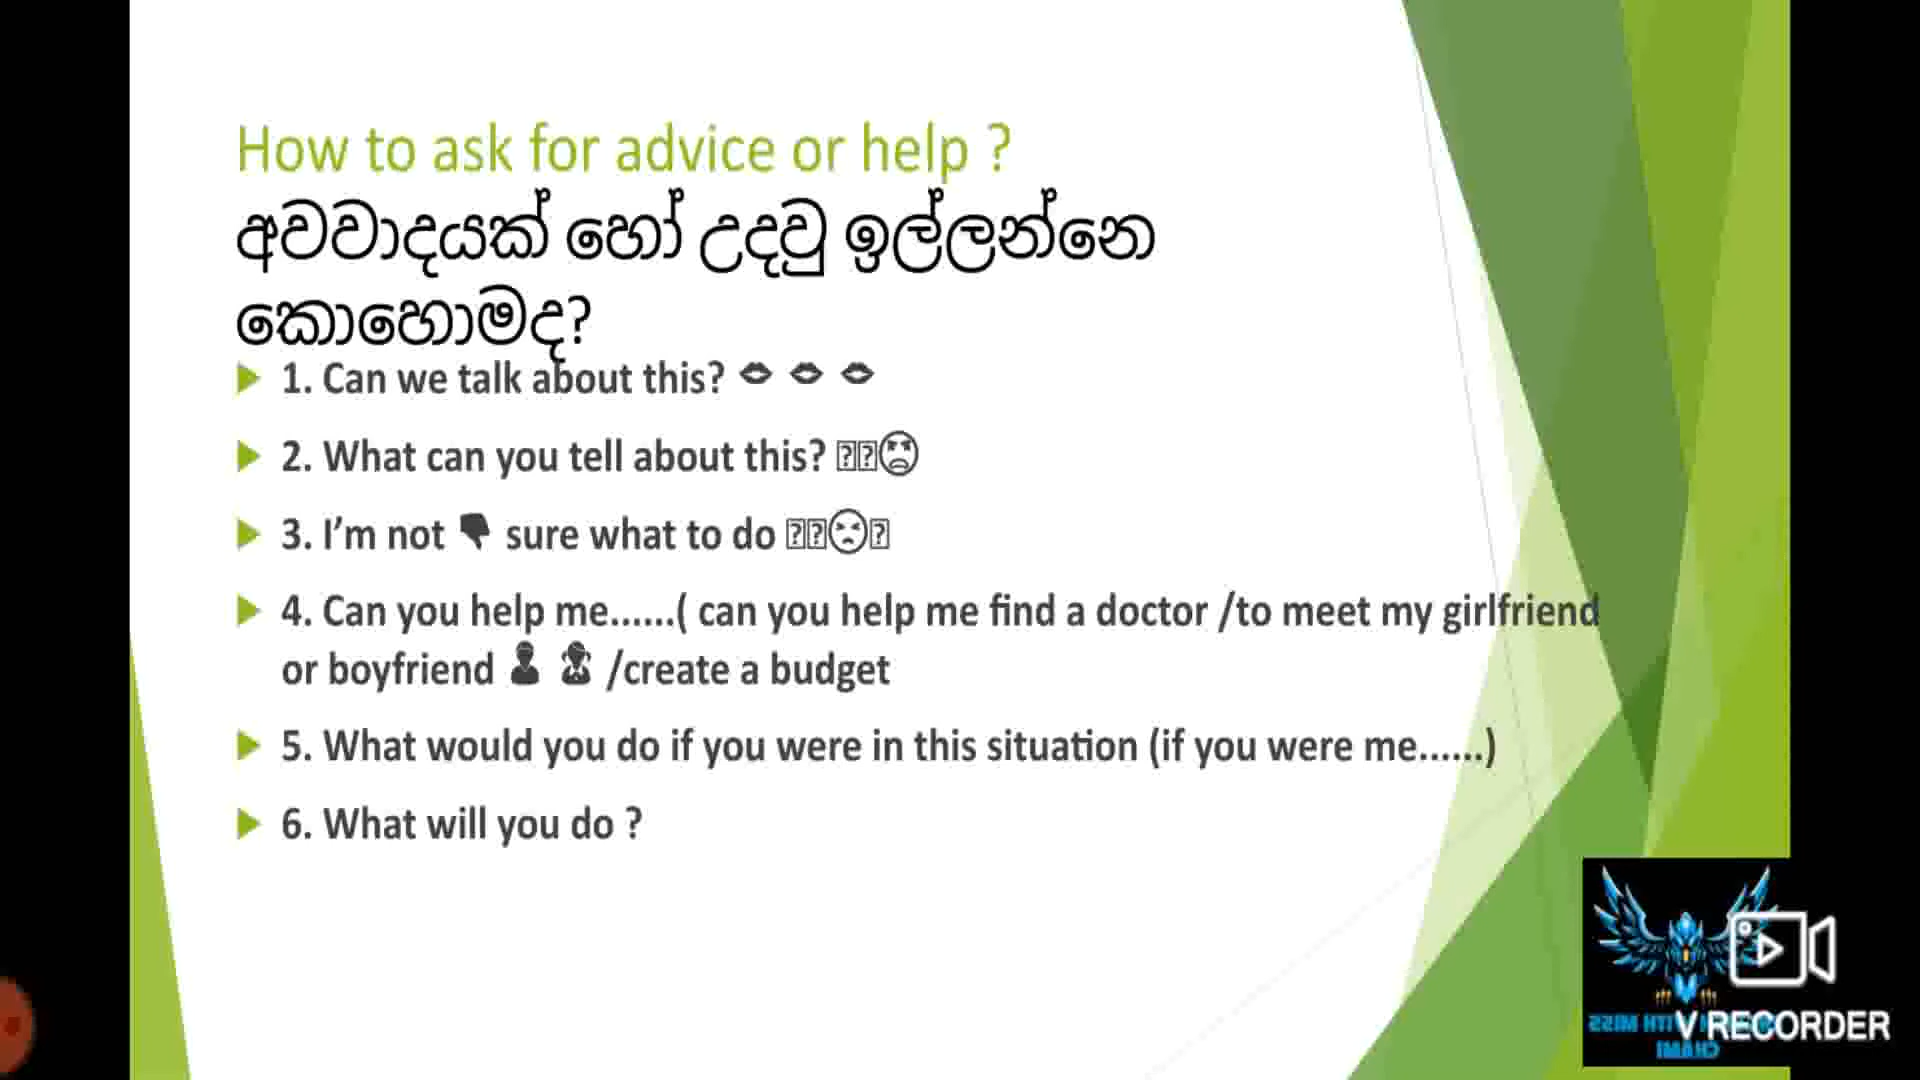 How to ask for advice or help ?
අවවාදයක් හෝ උදවු ඉල්ලන්නෙ
කොහොමද?
1. Can we talk about this?
2. What can you tell about this?
3. I’m not 👎 sure what to do
4. Can you help me......( can you help me find a doctor /to meet my girlfriend
or boyfriend /create a budget
5. What would you do if you were in this situation (if you were me......)
6. What will you do ?
V RECORDER